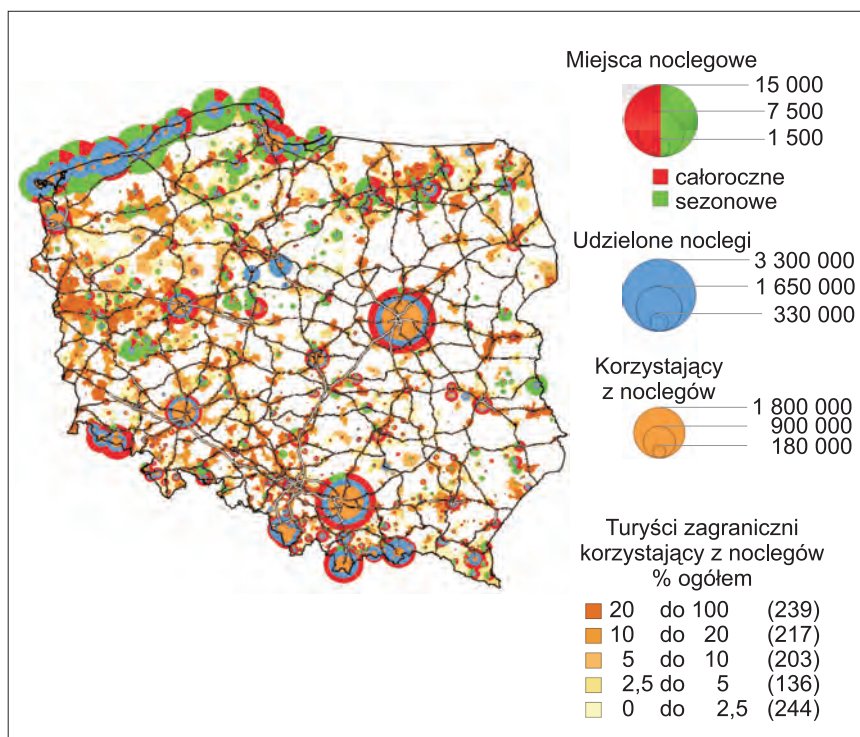 Miejsca noclegowe
15 000
7 500
1 500
całoroczne
sezonowe
Udzielone noclegi
3 300 000
1 650 000
330 000
Korzystający
z noclegów
1 800 000
900 000
180 000
Turyści zagraniczni
korzystający z noclegów
% ogółem
20 do 100 (239)
10 do 20 (217)
5 do 10 (203)
2,5 do 5 (136)
0 do 2,5 (244)